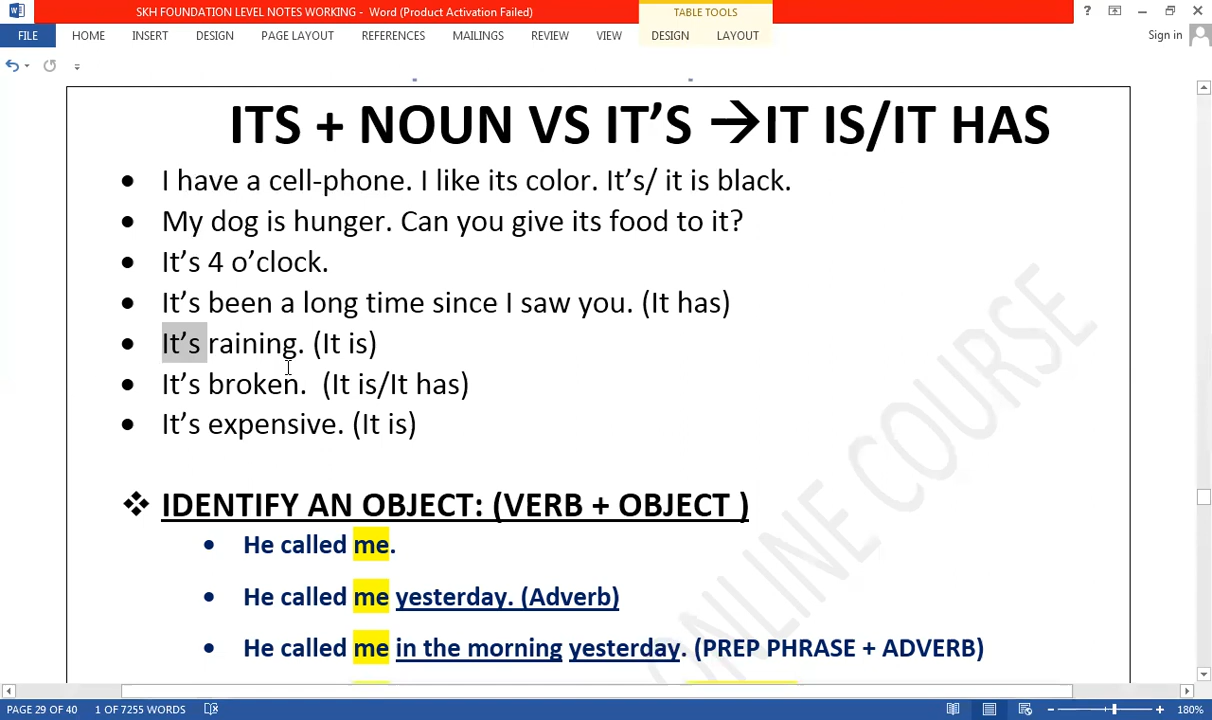 SKH FOUNDATION LEVEL NOTES WORKING - Word (Product Activation Failed)
TABLE TOOLS
FILE HOME INSERT DESIGN PAGE LAYOUT REFERENCES MAILINGS REVIEW VIEW DESIGN LAYOUT Sign in
ITS + NOUN VS IT’S →IT IS/IT HAS
• I have a cell-phone. I like its color. It’s/ it is black.
• My dog is hunger. Can you give its food to it?
• It’s 4 o’clock.
• It’s been a long time since I saw you. (It has)
• It’s raining. (It is)
• It’s broken. (It is/It has)
• It’s expensive. (It is)
❖ IDENTIFY AN OBJECT: (VERB + OBJECT )
• He called me.
• He called me yesterday. (Adverb)
• He called me in the morning yesterday. (PREP PHRASE + ADVERB)
ONLINE COURSE
PAGE 29 OF 40 1 OF 7255 WORDS 180%